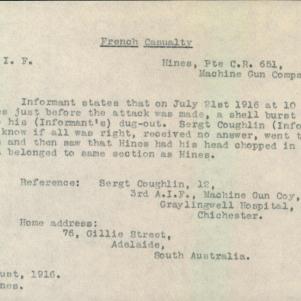 French Casualty
I. F. Hines, Pte C.R. 651,
Machine Gun Comp
Informant states that on July 21st 1916 at 10
es just before the attack was made, a shell burst
his (Informant's) dug-out. Sergt Coughlin (Info
know if all was right, received no answer, went t
and then saw that Hines had his head chopped in
belonged to same section as Hines.
Reference: Sergt Coughlin, 12,
3rd A.I.F., Machine Gun Coy,
Graylingwell Hospital,
Chichester.
Home address:
76, Gillie Street,
Adelaide,
South Australia.
ust, 1916.
nes.